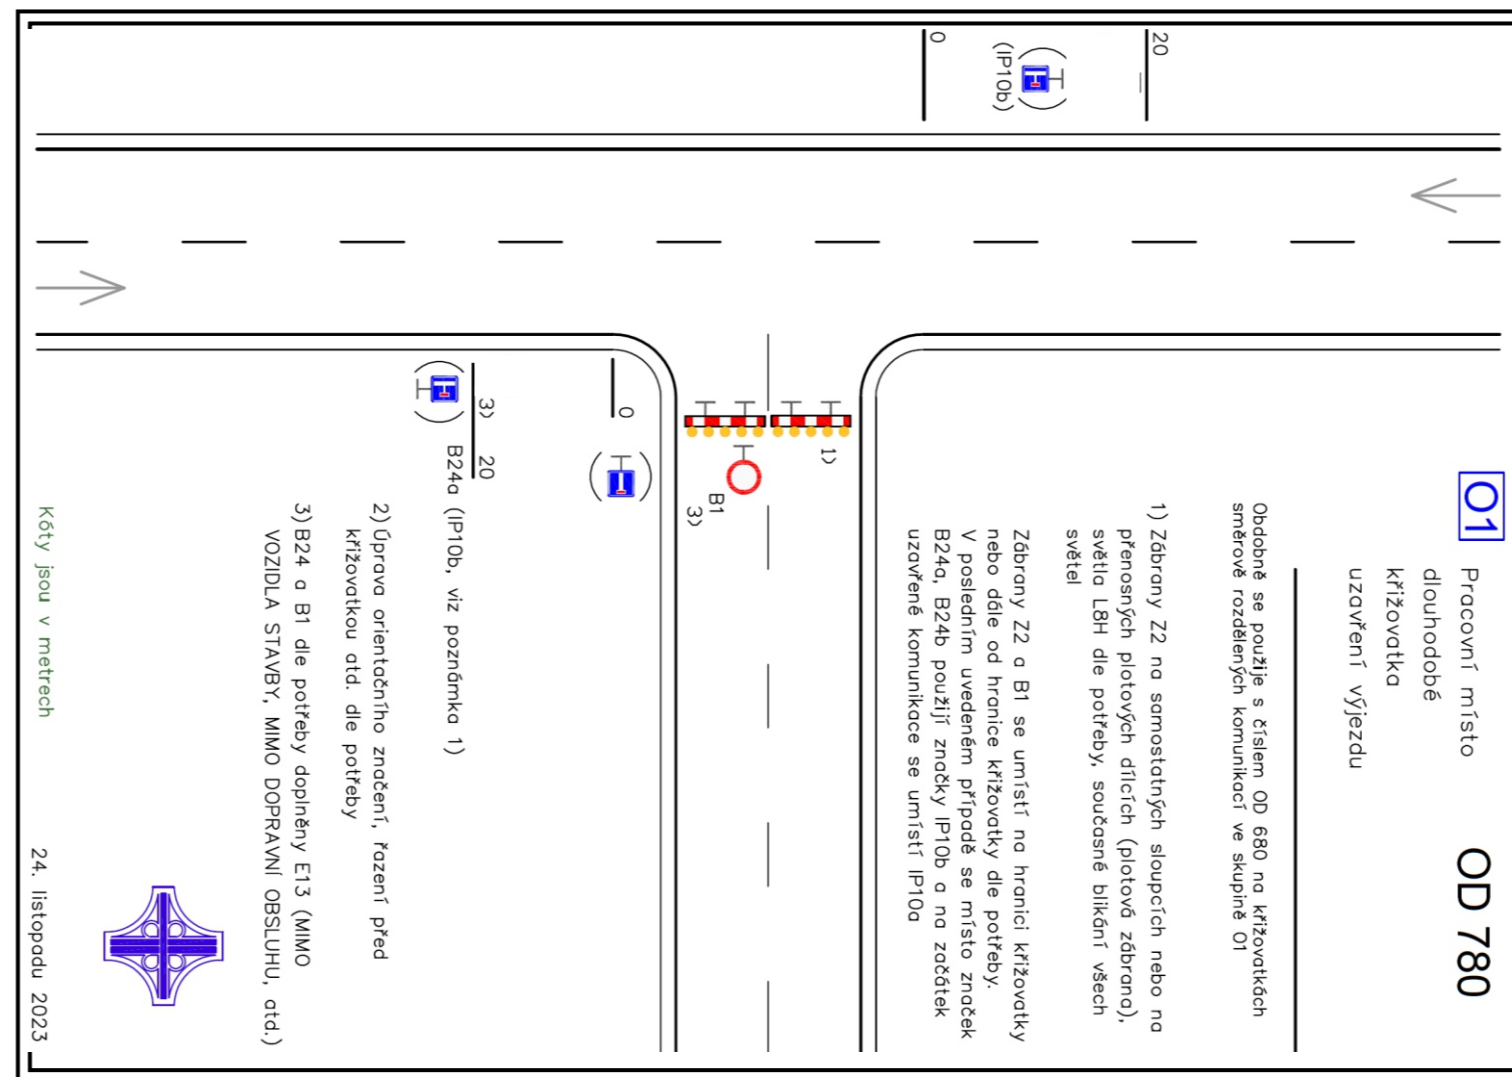 O1
Pracovní místo
dlouhodobé
křižovatka
uzavření výjezdu
OD 780
Obdobně se použije s číslem OD 680 na křižovatkách
směrově rozdělených komunikací ve skupině O1
1) Zábrany Z2 na samostatných sloupcích nebo na
přenosných plotových dílcích (plotová zábrana),
světla L8H dle potřeby, současné blikání všech
světel
Zábrany Z2 a B1 se umístí na hranici křižovatky
nebo dále od hranice křižovatky dle potřeby.
V posledním uvedeném případě se místo značek
B24a, B24b použijí značky IP10b a na začátek
uzavřené komunikace se umístí IP10a
20
(IP10b)
0
1)
B1
3)
0
3)
20
B24a (IP10b, viz poznámka 1)
2) Úprava orientačního značení, řazení před
křižovatkou atd. dle potřeby
3) B24 a B1 dle potřeby doplněny E13 (MIMO
VOZIDLA STAVBY, MIMO DOPRAVNÍ OBSLUHU, atd.)
Kóty jsou v metrech
24. listopadu 2023